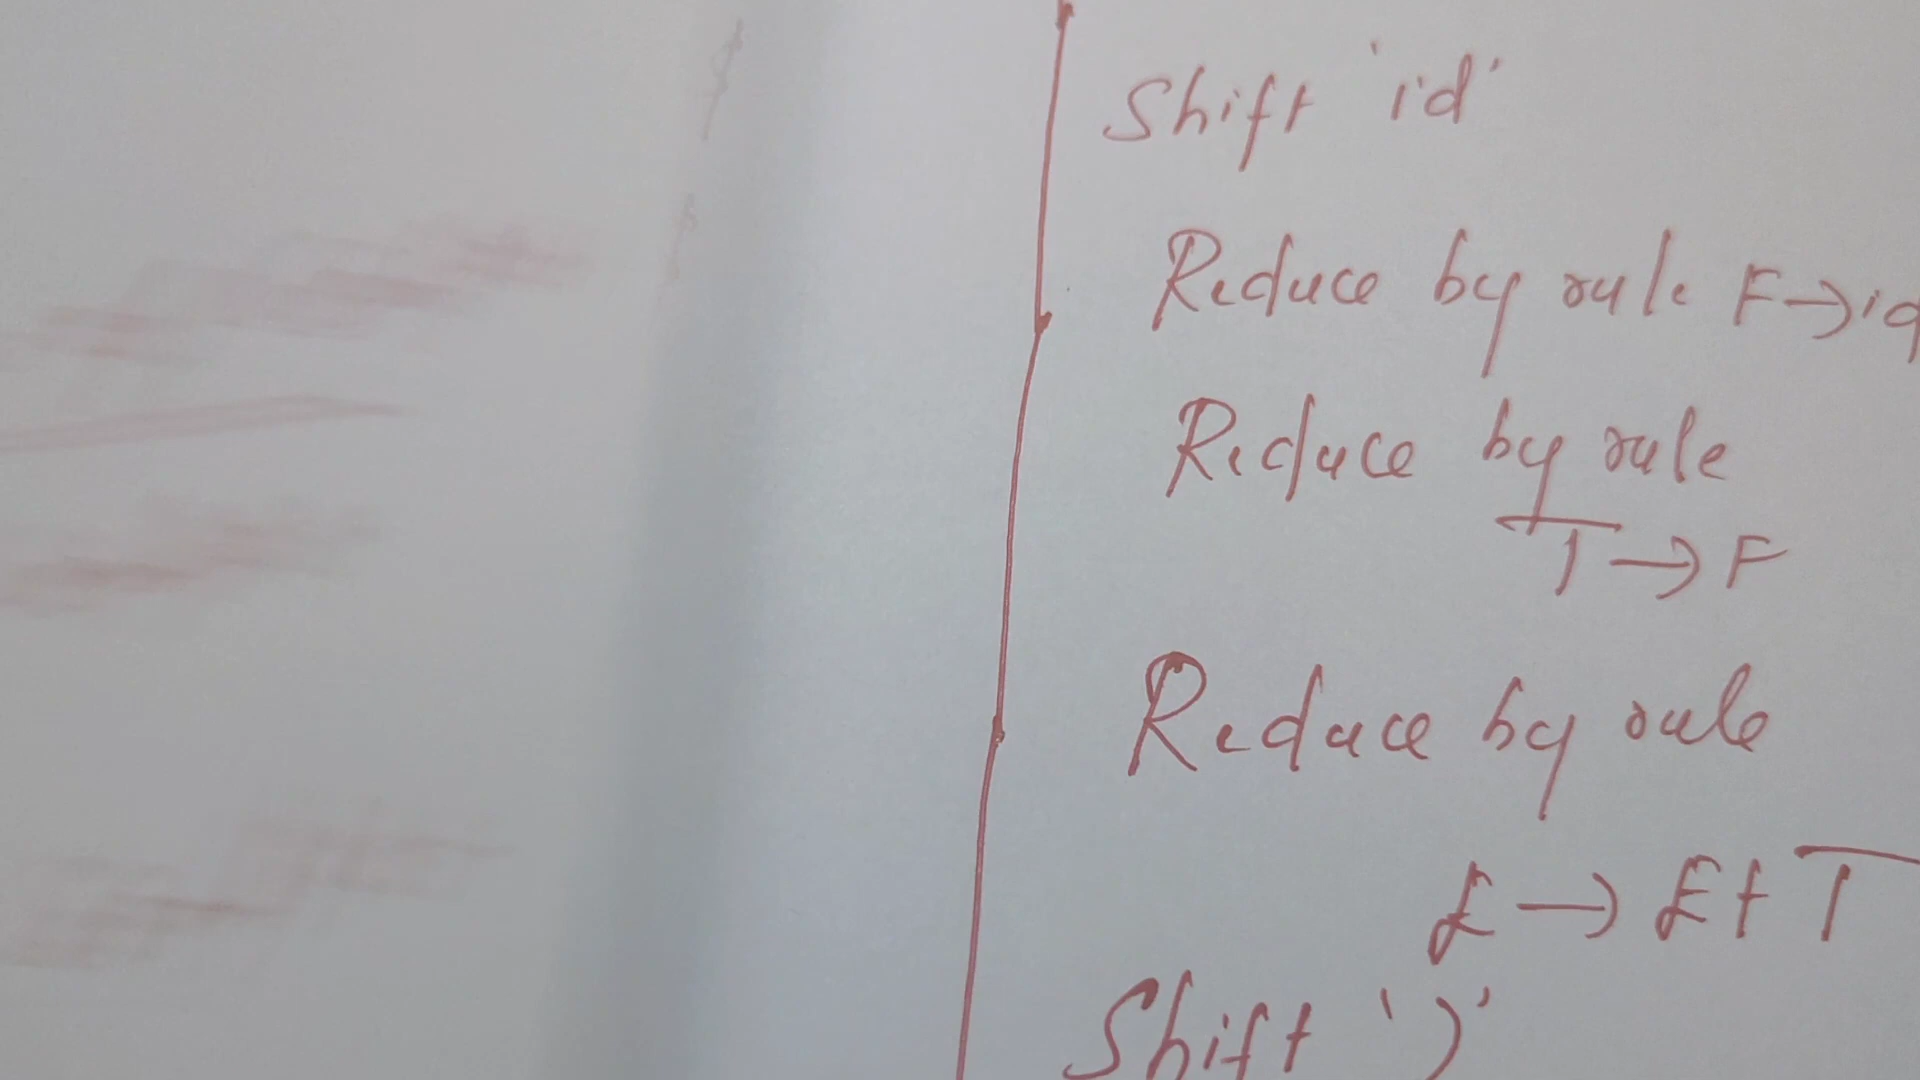 Shift 'id'
Reduce by rule F→id
Reduce by rule
T→F
Reduce by rule
E→E+T
Shift ')'